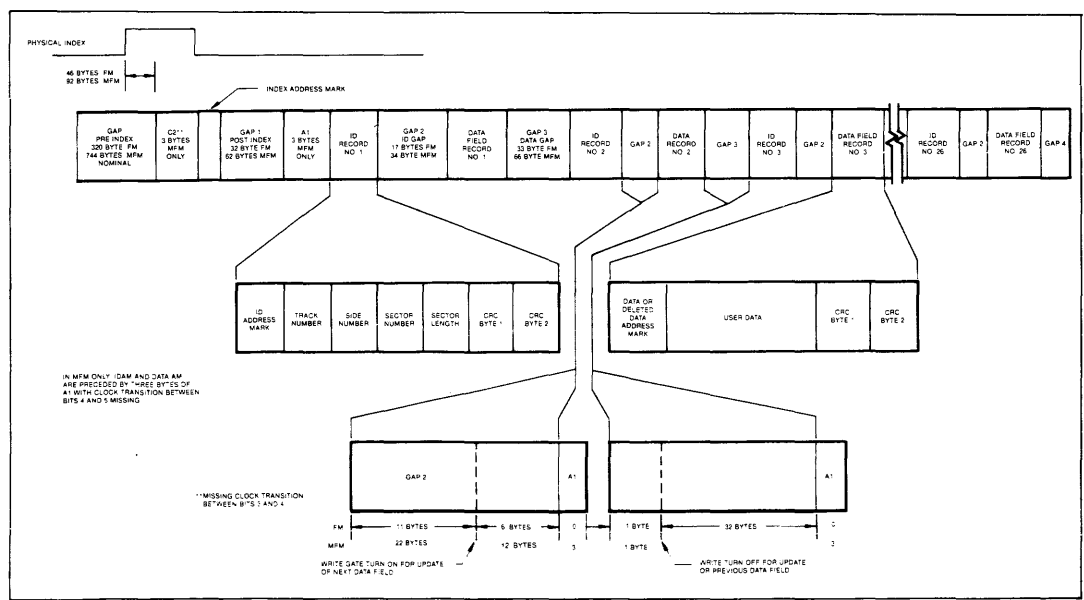 PHYSICAL INDEX
46 BYTES FM
92 BYTES MFM
INDEX ADDRESS MARK
GAP
PRE INDEX
320 BYTE FM
744 BYTES MFM
NOMINAL
C2**
3 BYTES
MFM
ONLY
GAP 1
POST INDEX
32 BYTE FM
62 BYTES MFM
A1
3 BYTES
MFM
ONLY
ID
RECORD
NO. 1
GAP 2
ID GAP
17 BYTES FM
34 BYTE MFM
DATA
FIELD
RECORD
NO. 1
GAP 3
DATA GAP
33 BYTE FM
66 BYTE MFM
ID
RECORD
NO. 2
GAP 2
DATA
RECORD
NO. 2
GAP 3
ID
RECORD
NO. 3
GAP 2
DATA FIELD
RECORD
NO. 3
ID
RECORD
NO. 26
GAP 2
DATA FIELD
RECORD
NO. 26
GAP 4
ID
ADDRESS
MARK
TRACK
NUMBER
SIDE
NUMBER
SECTOR
NUMBER
SECTOR
LENGTH
CRC
BYTE 1
CRC
BYTE 2
DATA OR
DELETED
DATA
ADDRESS
MARK
USER DATA
CRC
BYTE 1
CRC
BYTE 2
IN MFM ONLY, IDAM AND DATA AM
ARE PRECEDED BY THREE BYTES OF
A1 WITH CLOCK TRANSITION BETWEEN
BITS 4 AND 5 MISSING
GAP 2
A1
A1
**MISSING CLOCK TRANSITION
BETWEEN BITS 3 AND 4
FM 11 BYTES 6 BYTES 0 1 BYTE 32 BYTES 0
MFM 22 BYTES 12 BYTES 3 1 BYTE 3
WRITE GATE TURN ON FOR UPDATE
OF NEXT DATA FIELD
WRITE TURN OFF FOR UPDATE
OR PREVIOUS DATA FIELD